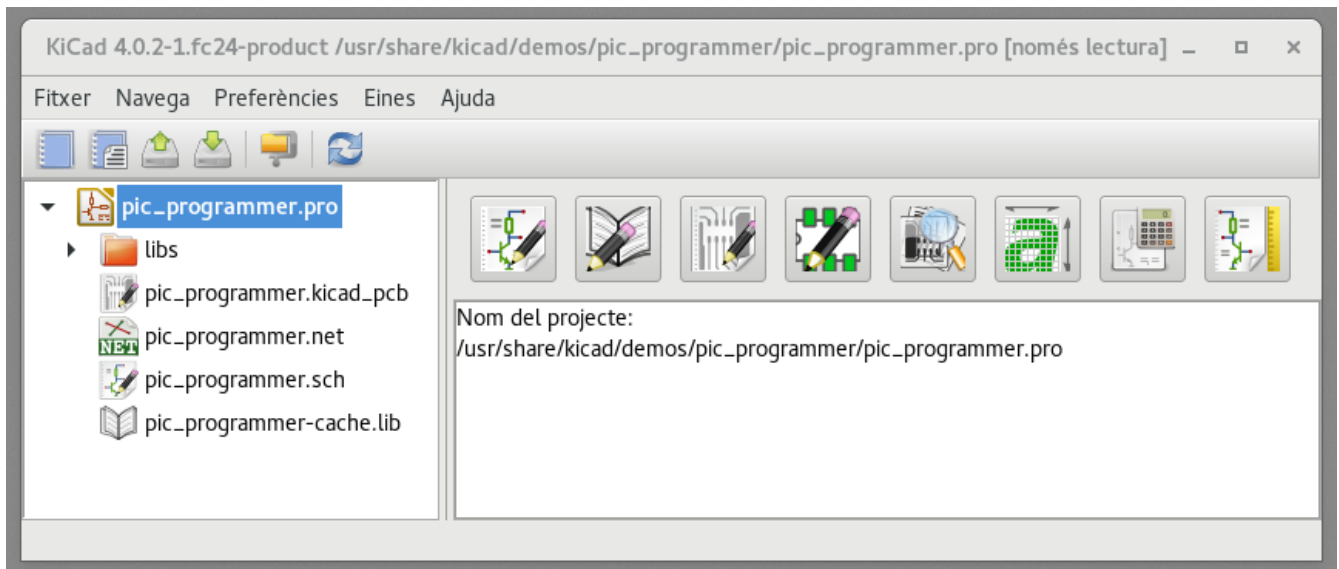 KiCad 4.0.2-1.fc24-product /usr/share/kicad/demos/pic_programmer/pic_programmer.pro [només lectura]
Fitxer Navega Preferències Eines Ajuda
pic_programmer.pro
libs
pic_programmer.kicad_pcb
NET pic_programmer.net
pic_programmer.sch
pic_programmer-cache.lib
a
Nom del projecte:
/usr/share/kicad/demos/pic_programmer/pic_programmer.pro